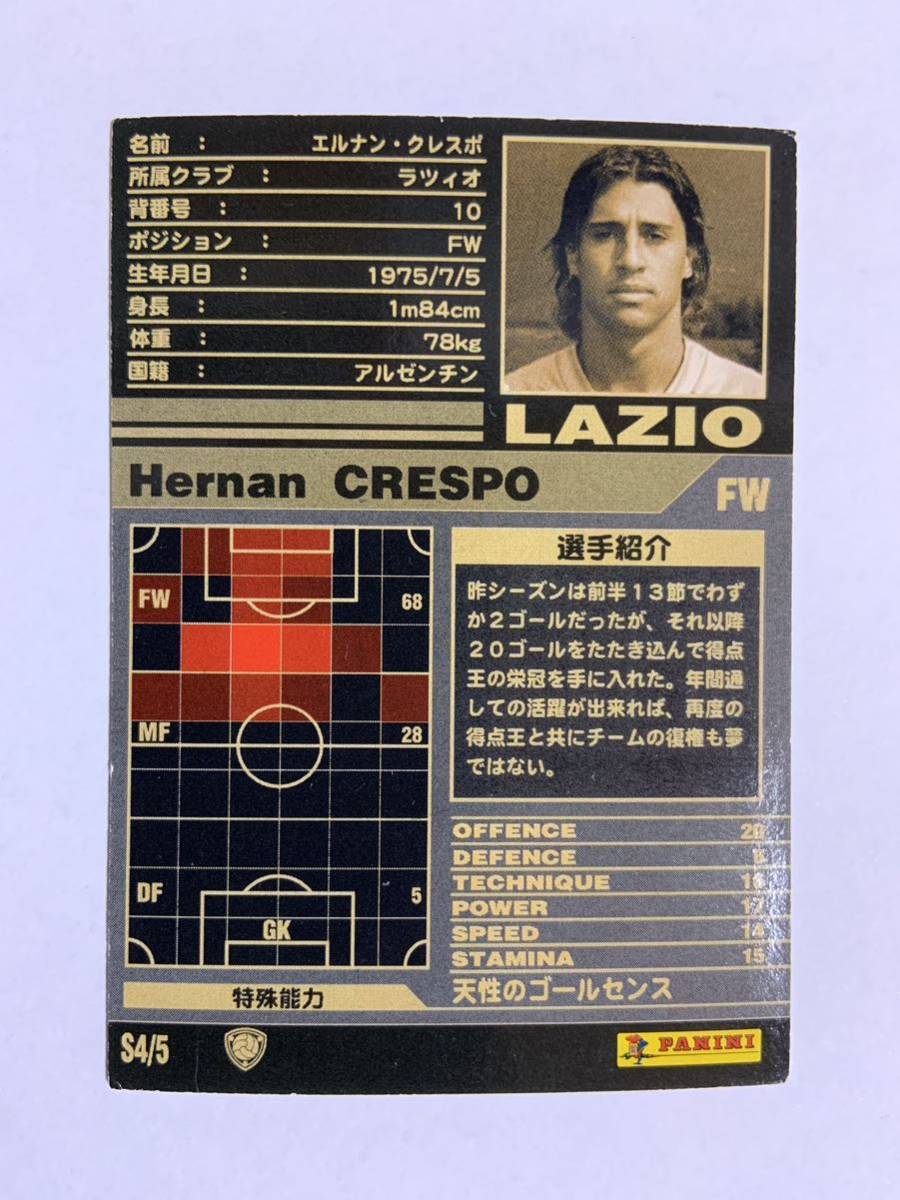 名前 : エルナン・クレスポ
所属クラブ : ラツィオ
背番号 : 10
ポジション : FW
生年月日 : 1975/7/5
身長 : 1m84cm
体重 : 78kg
国籍 : アルゼンチン
LAZIO
Hernan CRESPO
FW
FW 68
MF 28
DF 5
GK
選手紹介
昨シーズンは前半13節でわず
か2ゴールだったが、それ以降
20ゴールをたたき込んで得点
王の栄冠を手に入れた。年間通
しての活躍が出来れば、再度の
得点王と共にチームの復権も夢
ではない。
OFFENCE 20
DEFENCE
TECHNIQUE
POWER
SPEED 14
STAMINA 15
特殊能力
天性のゴールセンス
S4/5
PANINI